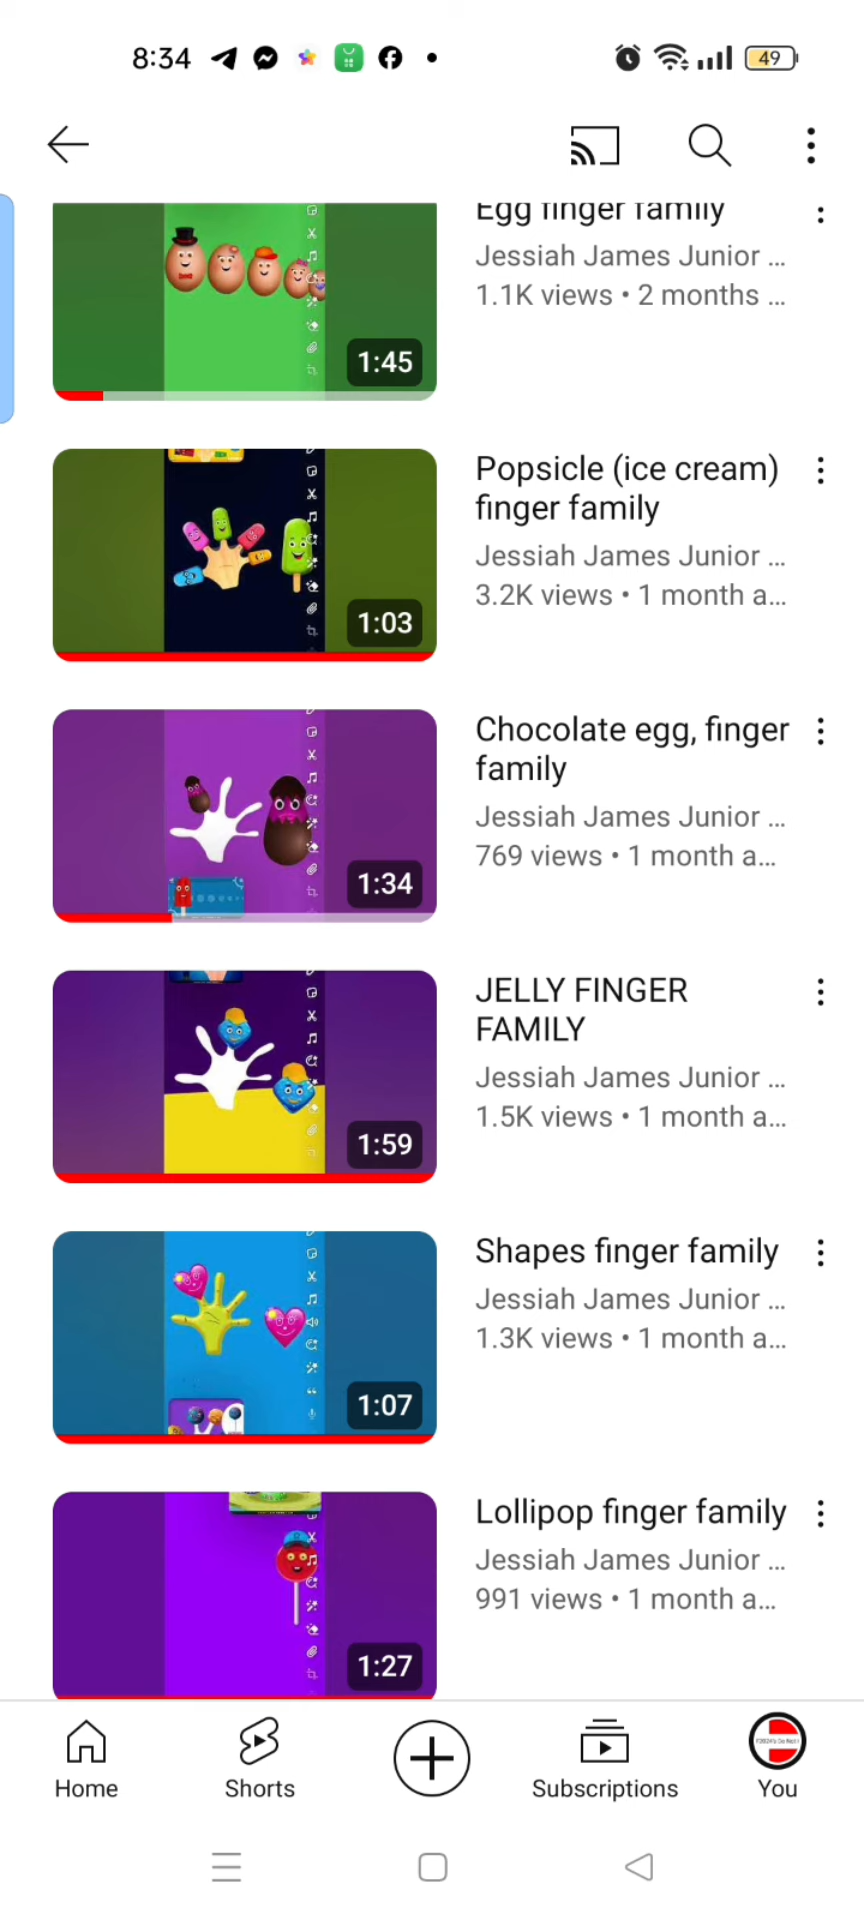 8:34
49
Egg finger family
Jessiah James Junior ...
1.1K views • 2 months ...
1:45
Popsicle (ice cream)
finger family
Jessiah James Junior ...
3.2K views • 1 month a...
1:03
Chocolate egg, finger
family
Jessiah James Junior ...
769 views • 1 month a...
1:34
JELLY FINGER
FAMILY
Jessiah James Junior ...
1.5K views • 1 month a...
1:59
Shapes finger family
Jessiah James Junior ...
1.3K views • 1 month a...
1:07
Lollipop finger family
Jessiah James Junior ...
991 views • 1 month a...
1:27
Home
Shorts
Subscriptions
You